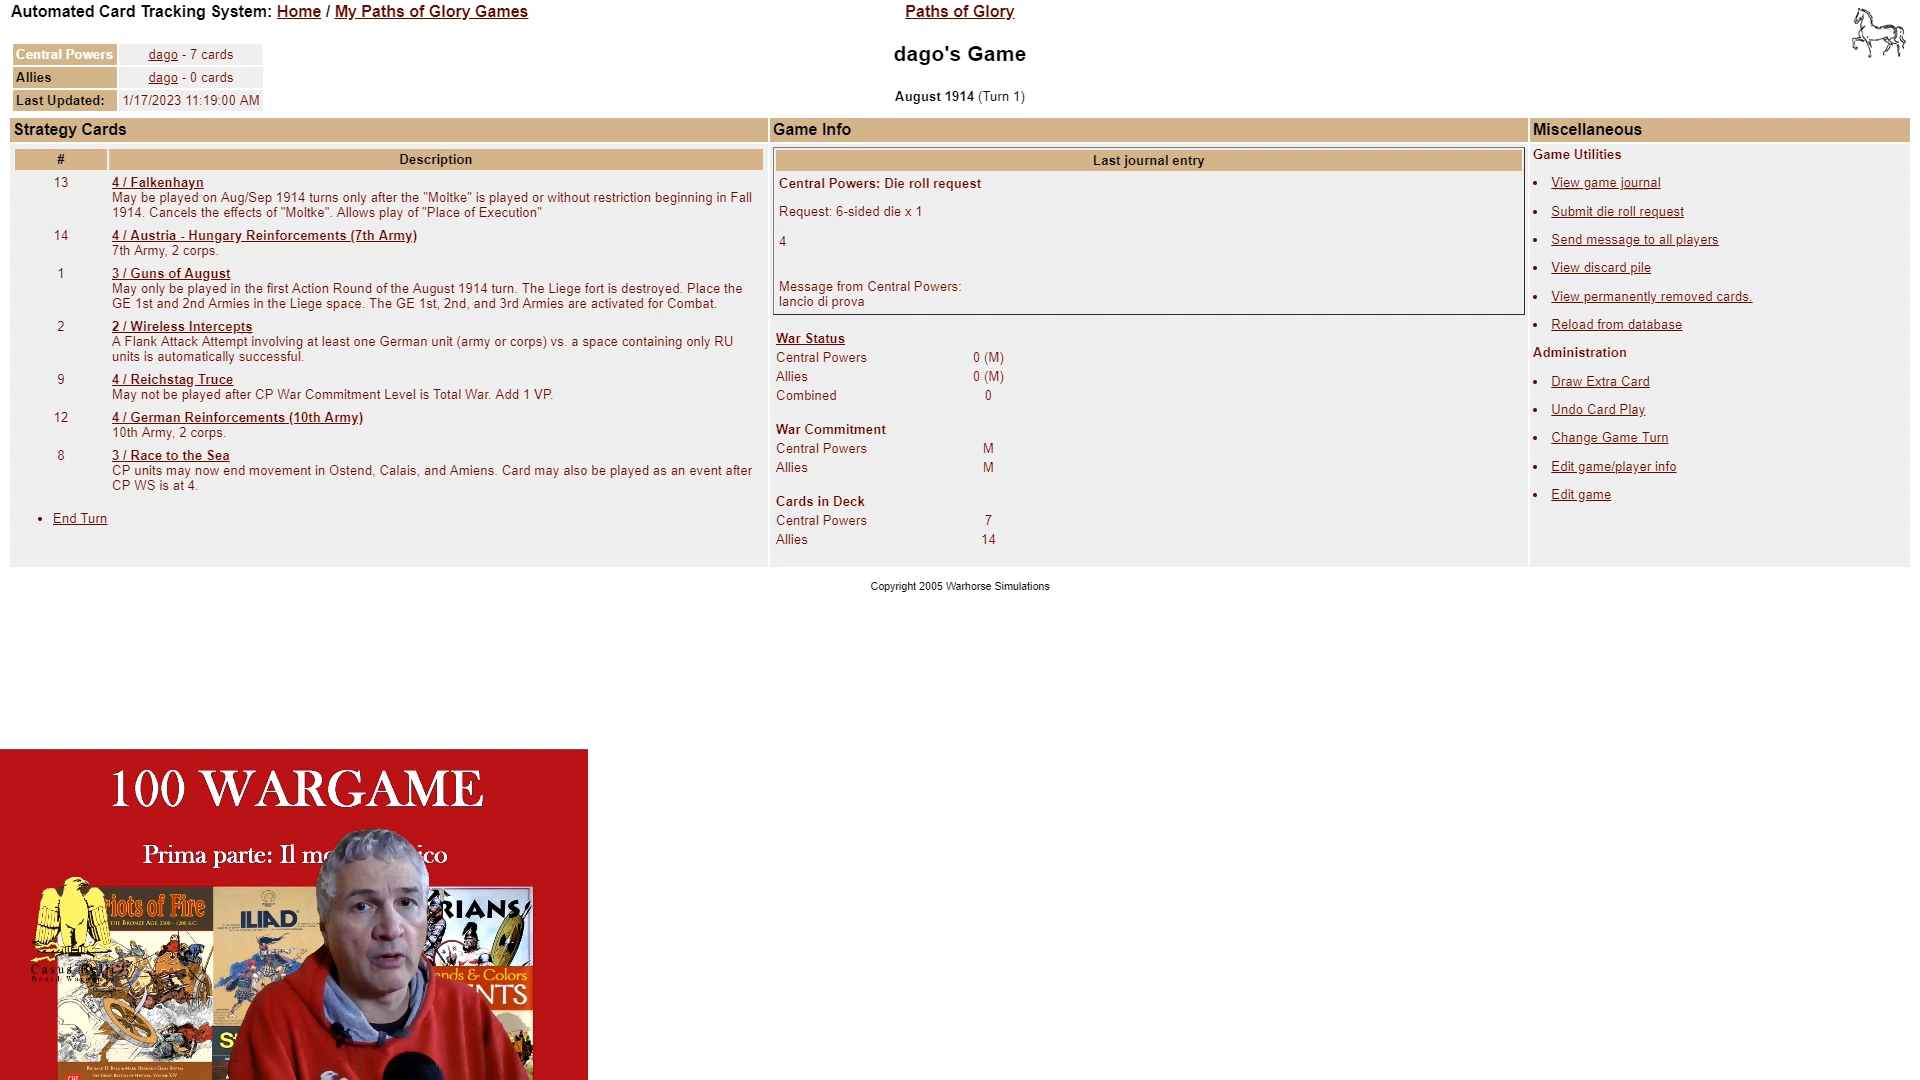 Automated Card Tracking System: Home / My Paths of Glory Games
Paths of Glory
Central Powers dago - 7 cards
Allies dago - 0 cards
Last Updated: 1/17/2023 11:19:00 AM
dago's Game
August 1914 (Turn 1)
Strategy Cards
# Description
13 4 / Falkenhayn
May be played on Aug/Sep 1914 turns only after the "Moltke" is played or without restriction beginning in Fall
1914. Cancels the effects of "Moltke". Allows play of "Place of Execution"
14 4 / Austria - Hungary Reinforcements (7th Army)
7th Army, 2 corps.
1 3 / Guns of August
May only be played in the first Action Round of the August 1914 turn. The Liege fort is destroyed. Place the
GE 1st and 2nd Armies in the Liege space. The GE 1st, 2nd, and 3rd Armies are activated for Combat.
2 2 / Wireless Intercepts
A Flank Attack Attempt involving at least one German unit (army or corps) vs. a space containing only RU
units is automatically successful.
9 4 / Reichstag Truce
May not be played after CP War Commitment Level is Total War. Add 1 VP.
12 4 / German Reinforcements (10th Army)
10th Army, 2 corps.
8 3 / Race to the Sea
CP units may now end movement in Ostend, Calais, and Amiens. Card may also be played as an event after
CP WS is at 4.
End Turn
Game Info
Last journal entry
Central Powers: Die roll request
Request: 6-sided die x 1
4
Message from Central Powers:
lancio di prova
War Status
Central Powers 0 (M)
Allies 0 (M)
Combined 0
War Commitment
Central Powers M
Allies M
Cards in Deck
Central Powers 7
Allies 14
Miscellaneous
Game Utilities
View game journal
Submit die roll request
Send message to all players
View discard pile
View permanently removed cards.
Reload from database
Administration
Draw Extra Card
Undo Card Play
Change Game Turn
Edit game/player info
Edit game
Copyright 2005 Warhorse Simulations
100 WARGAME
Prima parte: Il mo ico
iots of Fire
ILIAD
RIANS
nds & Colors
NTS